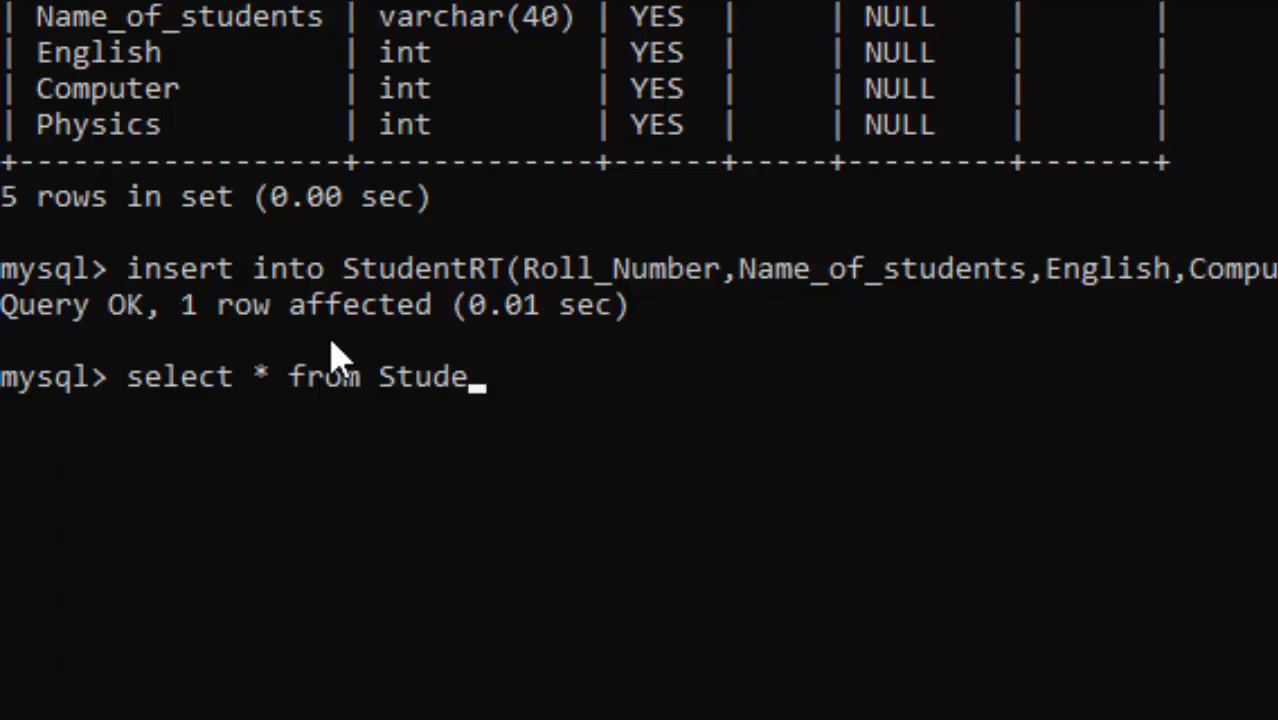 | Name_of_students | varchar(40) | YES | | NULL | |
| English | int | YES | | NULL | |
| Computer | int | YES | | NULL | |
| Physics | int | YES | | NULL | |
+------------------+-------------+------+-----+---------+-------+
5 rows in set (0.00 sec)
mysql> insert into StudentRT(Roll_Number,Name_of_students,English,Compu
Query OK, 1 row affected (0.01 sec)
mysql> select * from Stude_